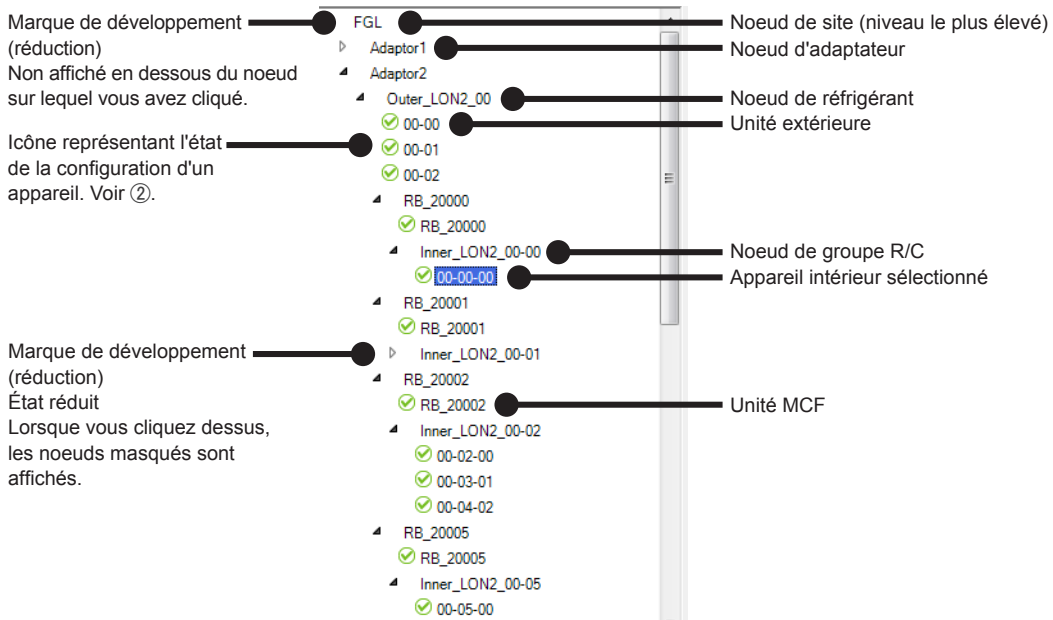 Marque de développement
(réduction)
Non affiché en dessous du noeud
sur lequel vous avez cliqué.
Icône représentant l'état
de la configuration d'un
appareil. Voir ②.
Marque de développement
(réduction)
État réduit
Lorsque vous cliquez dessus,
les noeuds masqués sont
affichés.
FGL
Adaptor1
Adaptor2
Outer_LON2_00
00-00
00-01
00-02
RB_20000
RB_20000
Inner_LON2_00-00
00-00-00
RB_20001
RB_20001
Inner_LON2_00-01
RB_20002
RB_20002
Inner_LON2_00-02
00-02-00
00-03-01
00-04-02
RB_20005
RB_20005
Inner_LON2_00-05
00-05-00
Noeud de site (niveau le plus élevé)
Noeud d'adaptateur
Noeud de réfrigérant
Unité extérieure
Noeud de groupe R/C
Appareil intérieur sélectionné
Unité MCF